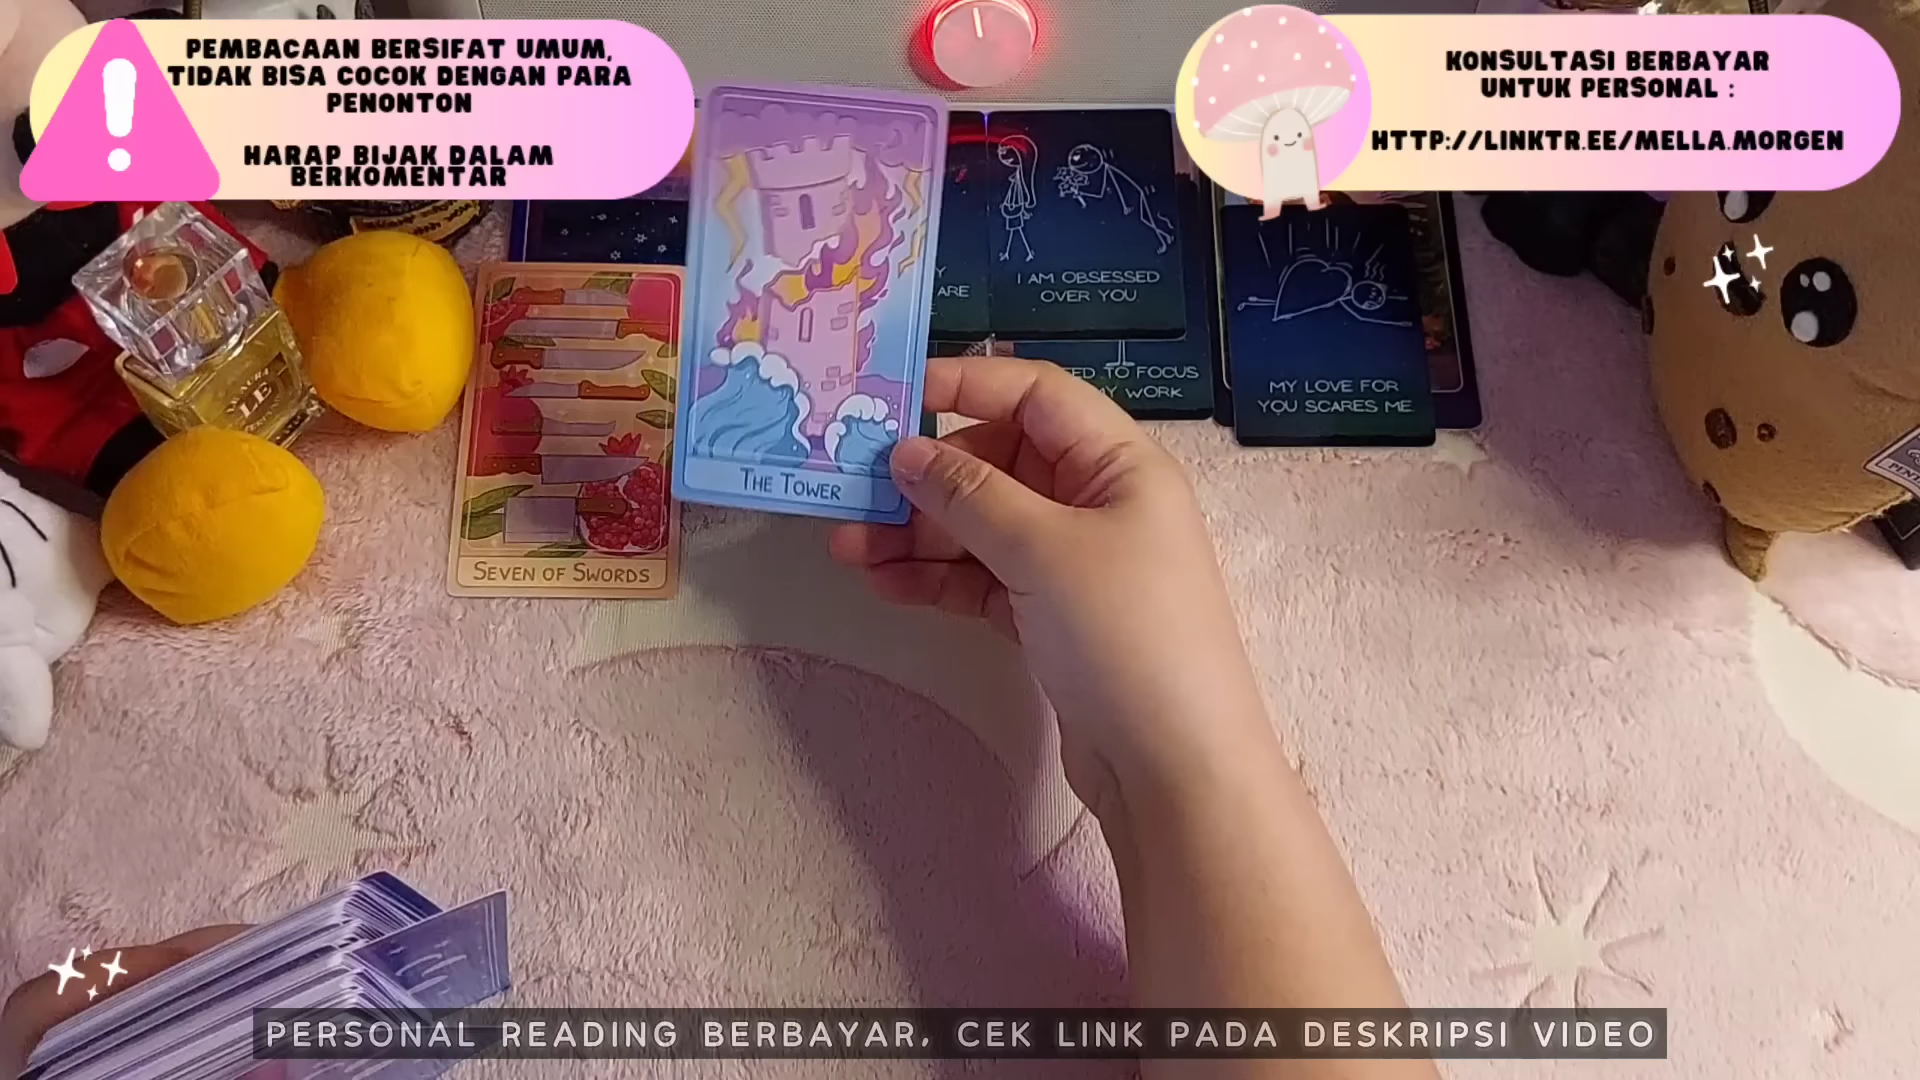 PEMBACAAN BERSIFAT UMUM,
TIDAK BISA COCOK DENGAN PARA
PENONTON
HARAP BIJAK DALAM
BERKOMENTAR
KONSULTASI BERBAYAR
UNTUK PERSONAL :
HTTP://LINKTR.EE/MELLA.MORGEN
ARE
I AM OBSESSED
OVER YOU.
TO FOCUS
MY WORK
MY LOVE FOR
YOU SCARES ME.
LE
THE TOWER
SEVEN OF SWORDS
PERSONAL READING BERBAYAR, CEK LINK PADA DESKRIPSI VIDEO